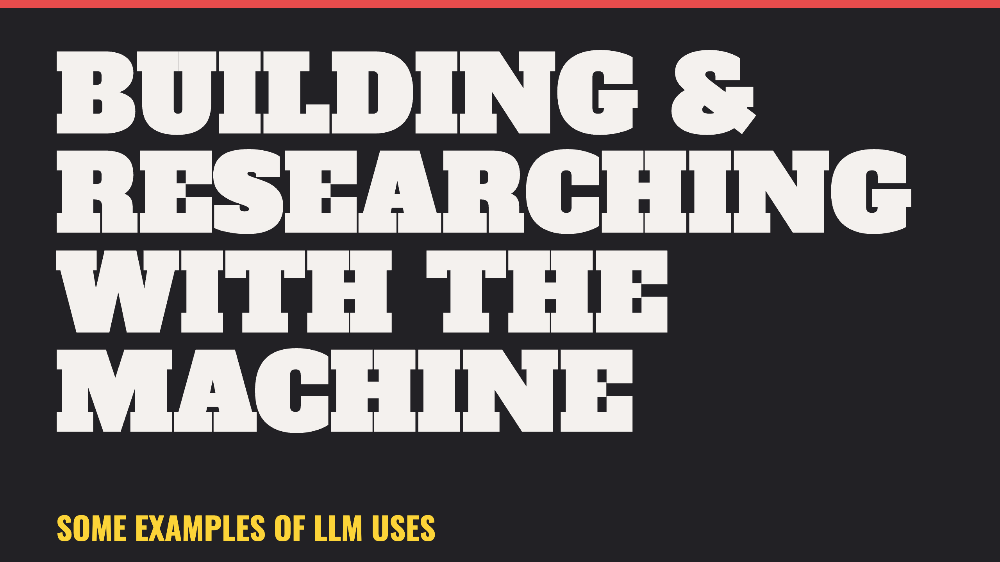 BUILDING &
RESEARCHING
WITH THE
MACHINE
SOME EXAMPLES OF LLM USES